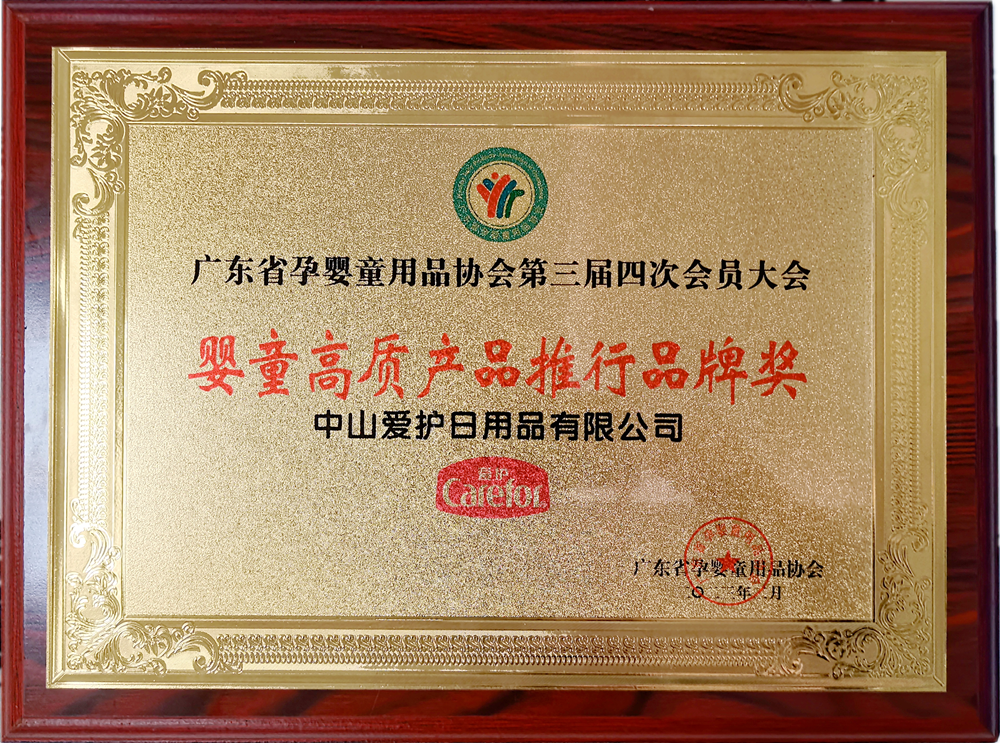 广东省孕婴童用品协会第三届四次会员大会
婴童高质产品推行品牌奖
中山爱护日用品有限公司
爱护
Carefor
广东省孕婴童用品协会